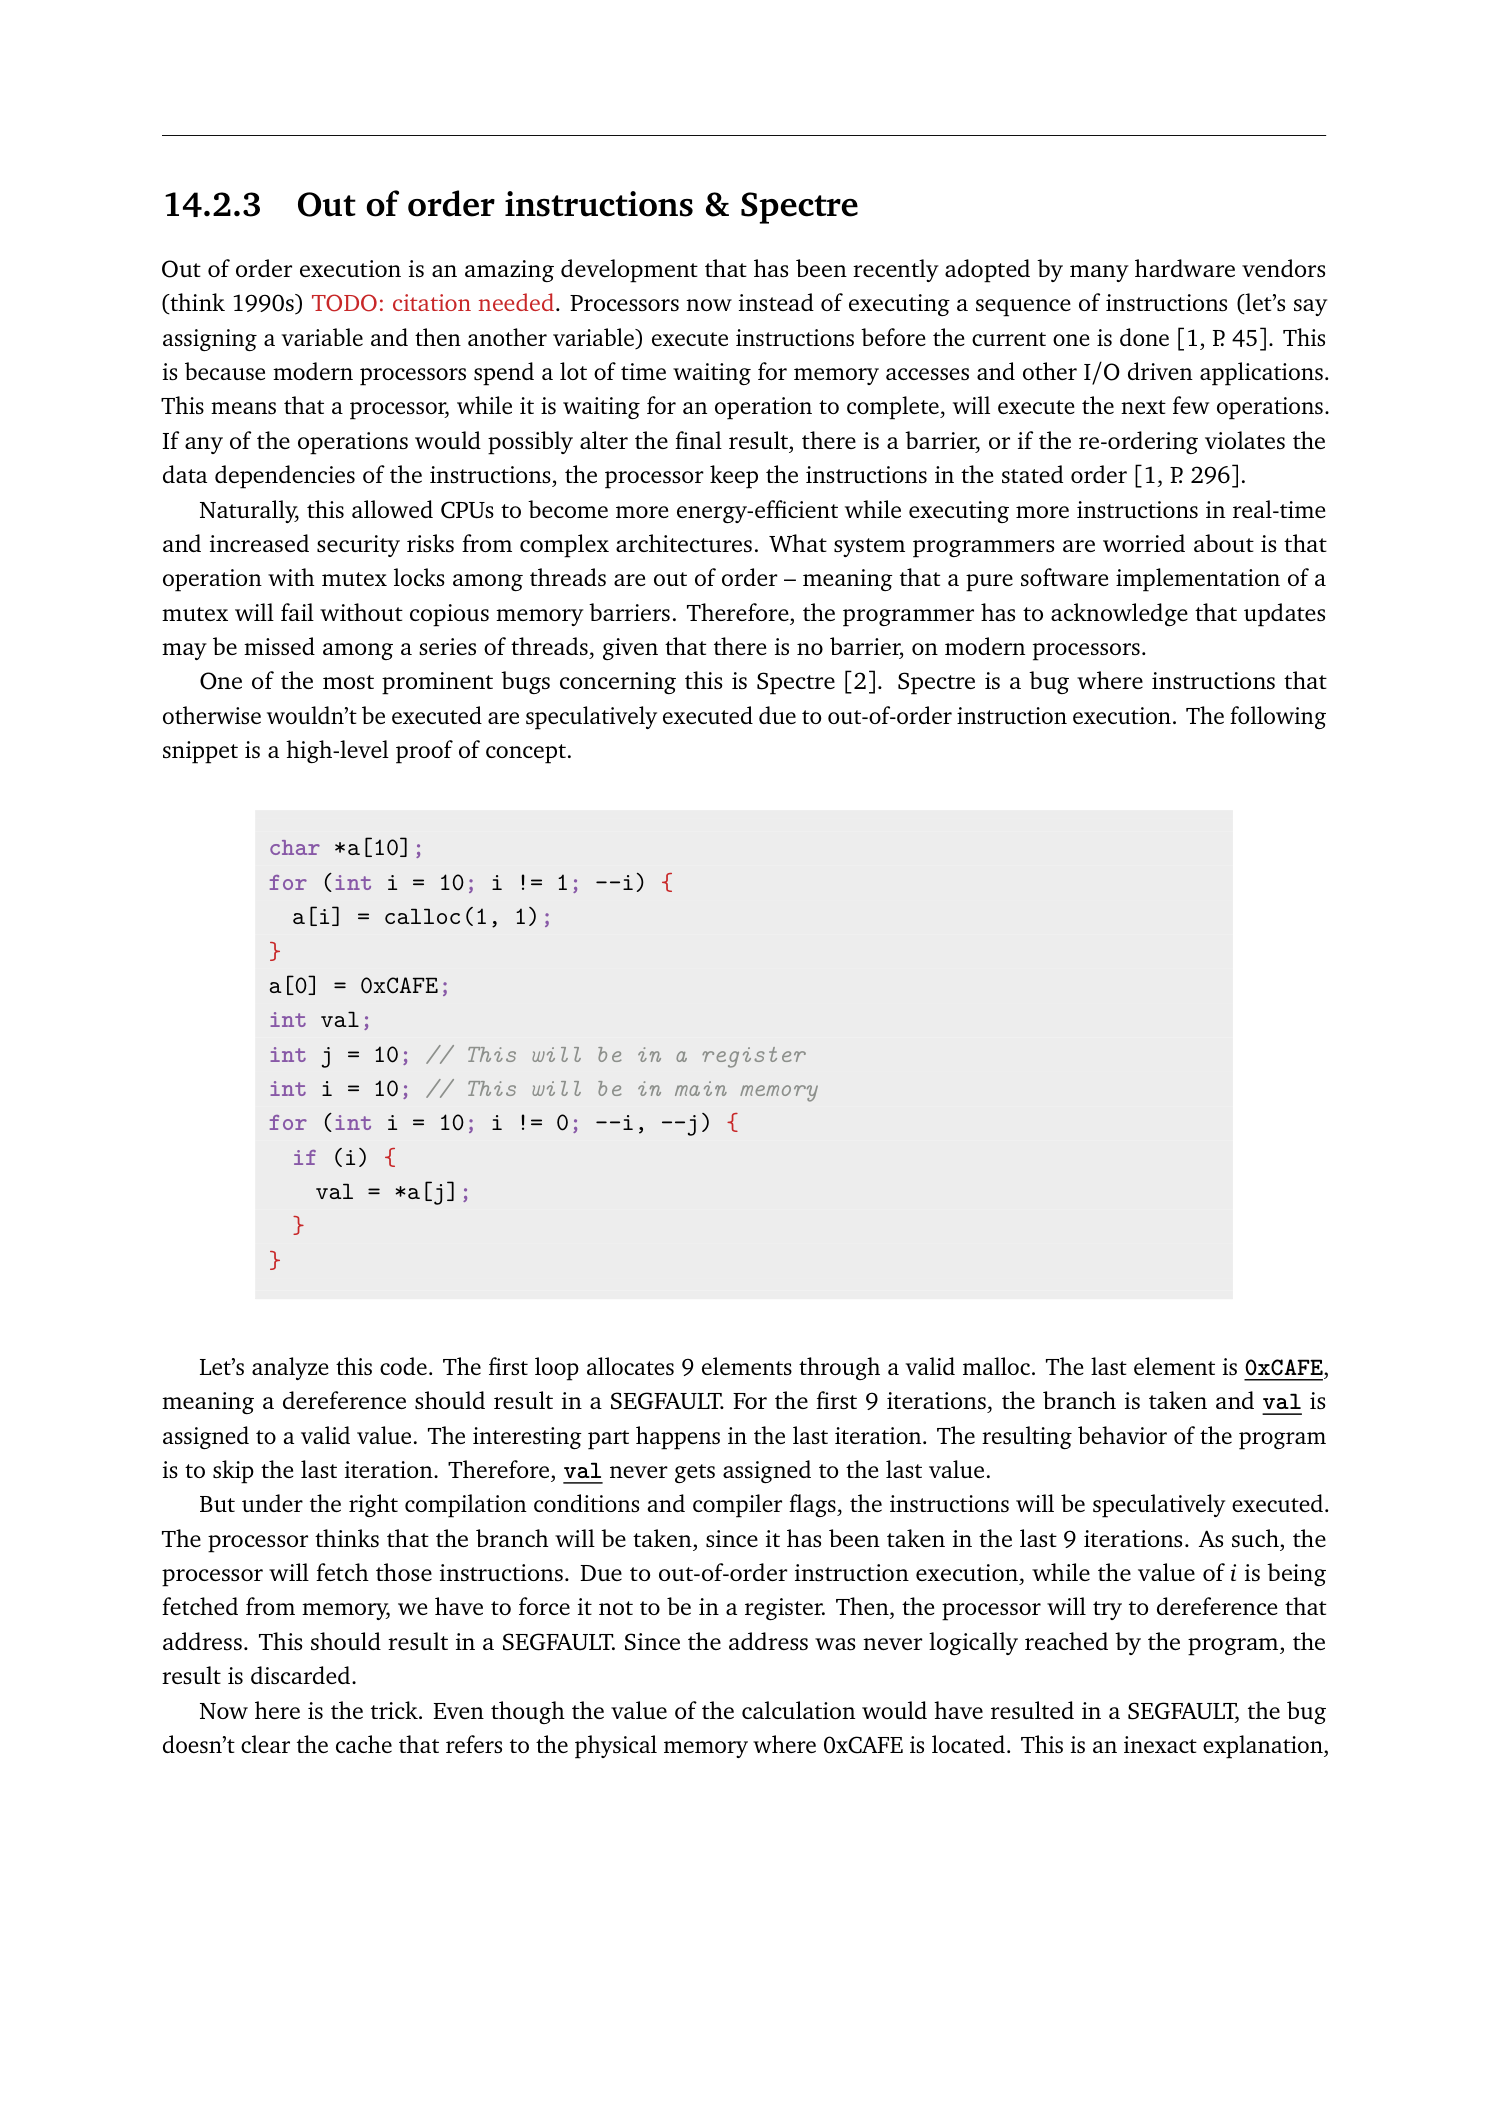 14.2.3 Out of order instructions & Spectre
Out of order execution is an amazing development that has been recently adopted by many hardware vendors
(think 1990s) TODO: citation needed. Processors now instead of executing a sequence of instructions (let's say
assigning a variable and then another variable) execute instructions before the current one is done [1, P. 45]. This
is because modern processors spend a lot of time waiting for memory accesses and other I/O driven applications.
This means that a processor, while it is waiting for an operation to complete, will execute the next few operations.
If any of the operations would possibly alter the final result, there is a barrier, or if the re-ordering violates the
data dependencies of the instructions, the processor keep the instructions in the stated order [1, P. 296].
Naturally, this allowed CPUs to become more energy-efficient while executing more instructions in real-time
and increased security risks from complex architectures. What system programmers are worried about is that
operation with mutex locks among threads are out of order – meaning that a pure software implementation of a
mutex will fail without copious memory barriers. Therefore, the programmer has to acknowledge that updates
may be missed among a series of threads, given that there is no barrier, on modern processors.
One of the most prominent bugs concerning this is Spectre [2]. Spectre is a bug where instructions that
otherwise wouldn't be executed are speculatively executed due to out-of-order instruction execution. The following
snippet is a high-level proof of concept.
char *a[10];
for (int i = 10; i != 1; --i) {
a[i] = calloc(1, 1);
}
a[0] = 0xCAFE;
int val;
int j = 10; // This will be in a register
int i = 10; // This will be in main memory
for (int i = 10; i != 0; --i, --j) {
if (i) {
val = *a[j];
}
}
Let's analyze this code. The first loop allocates 9 elements through a valid malloc. The last element is 0xCAFE,
meaning a dereference should result in a SEGFAULT. For the first 9 iterations, the branch is taken and val is
assigned to a valid value. The interesting part happens in the last iteration. The resulting behavior of the program
is to skip the last iteration. Therefore, val never gets assigned to the last value.
But under the right compilation conditions and compiler flags, the instructions will be speculatively executed.
The processor thinks that the branch will be taken, since it has been taken in the last 9 iterations. As such, the
processor will fetch those instructions. Due to out-of-order instruction execution, while the value of i is being
fetched from memory, we have to force it not to be in a register. Then, the processor will try to dereference that
address. This should result in a SEGFAULT. Since the address was never logically reached by the program, the
result is discarded.
Now here is the trick. Even though the value of the calculation would have resulted in a SEGFAULT, the bug
doesn't clear the cache that refers to the physical memory where 0xCAFE is located. This is an inexact explanation,